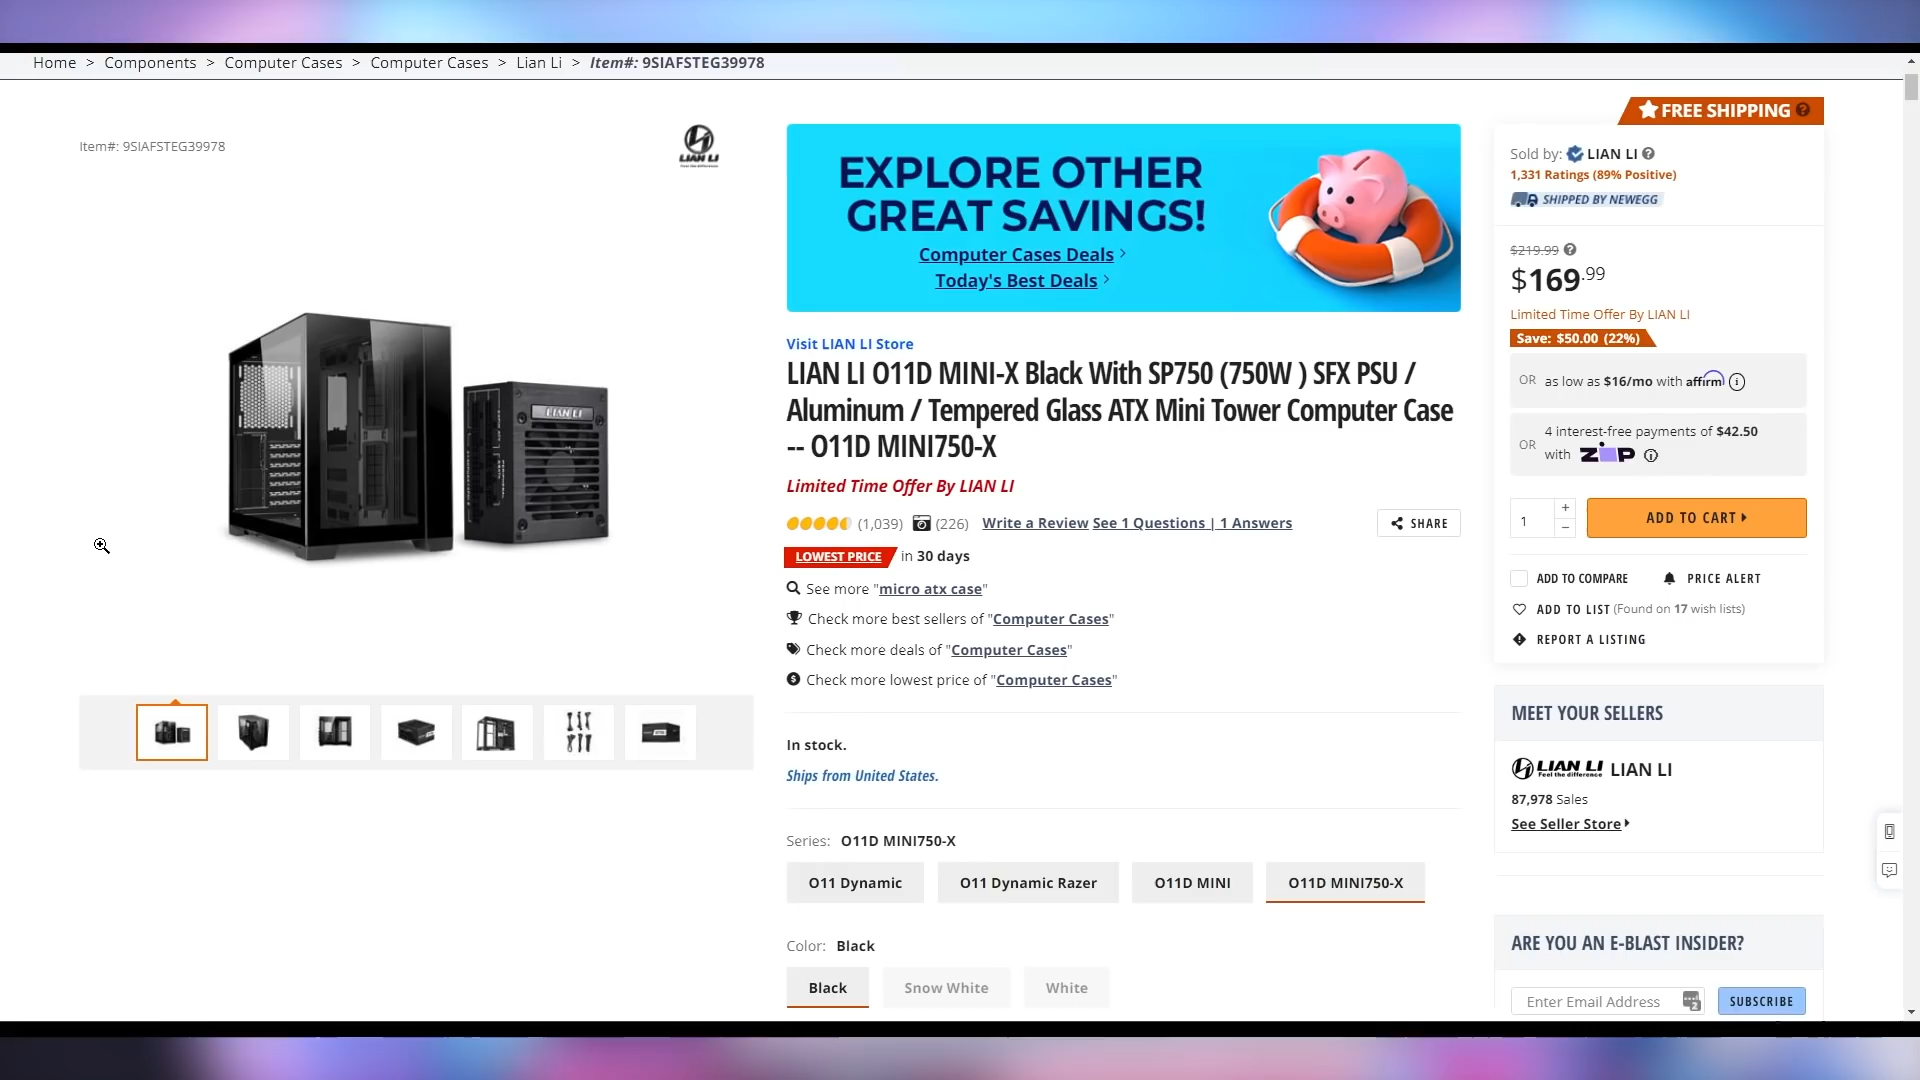 Home > Components > Computer Cases > Computer Cases > Lian Li > Item#: 9SIAFSTEG39978
Item#: 9SIAFSTEG39978
LIAN LI
EXPLORE OTHER
GREAT SAVINGS!
Computer Cases Deals >
Today's Best Deals >
Visit LIAN LI Store
LIAN LI O11D MINI-X Black With SP750 (750W ) SFX PSU /
Aluminum / Tempered Glass ATX Mini Tower Computer Case
-- O11D MINI750-X
Limited Time Offer By LIAN LI
(1,039) (226) Write a Review See 1 Questions | 1 Answers
SHARE
LOWEST PRICE in 30 days
See more "micro atx case"
Check more best sellers of "Computer Cases"
Check more deals of "Computer Cases"
Check more lowest price of "Computer Cases"
In stock.
Ships from United States.
Series: O11D MINI750-X
O11 Dynamic
O11 Dynamic Razer
O11D MINI
O11D MINI750-X
Color: Black
Black
Snow White
White
FREE SHIPPING ?
Sold by: LIAN LI ?
1,331 Ratings (89% Positive)
SHIPPED BY NEWEGG
$219.99 ?
$169.99
Limited Time Offer By LIAN LI
Save: $50.00 (22%)
OR as low as $16/mo with affirm
OR 4 interest-free payments of $42.50
with ZIP
1 + −
ADD TO CART
ADD TO COMPARE
PRICE ALERT
ADD TO LIST (Found on 17 wish lists)
REPORT A LISTING
MEET YOUR SELLERS
LIAN LI Feel the difference LIAN LI
87,978 Sales
See Seller Store
ARE YOU AN E-BLAST INSIDER?
Enter Email Address
SUBSCRIBE
LIAN LI